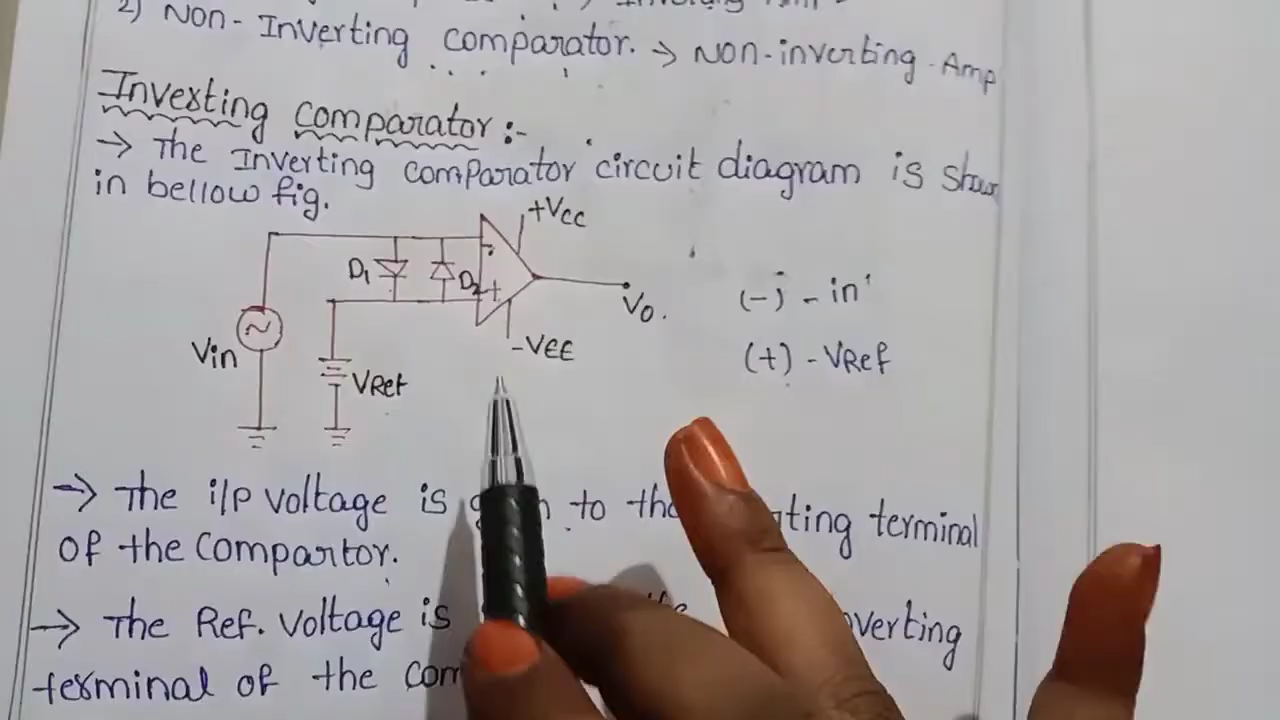 2) Non-Inverting comparator. → Non-inverting Amp
Inverting comparator :-
→ The Inverting comparator circuit diagram is
in bellow fig.
+Vcc
D1
D2
-
+
Vo.
(-) - in
Vin
-VEE
(+) - VRef
VRef
→ The i/p voltage is to the terminal
of the compartor.
→ The Ref. voltage is
terminal of the